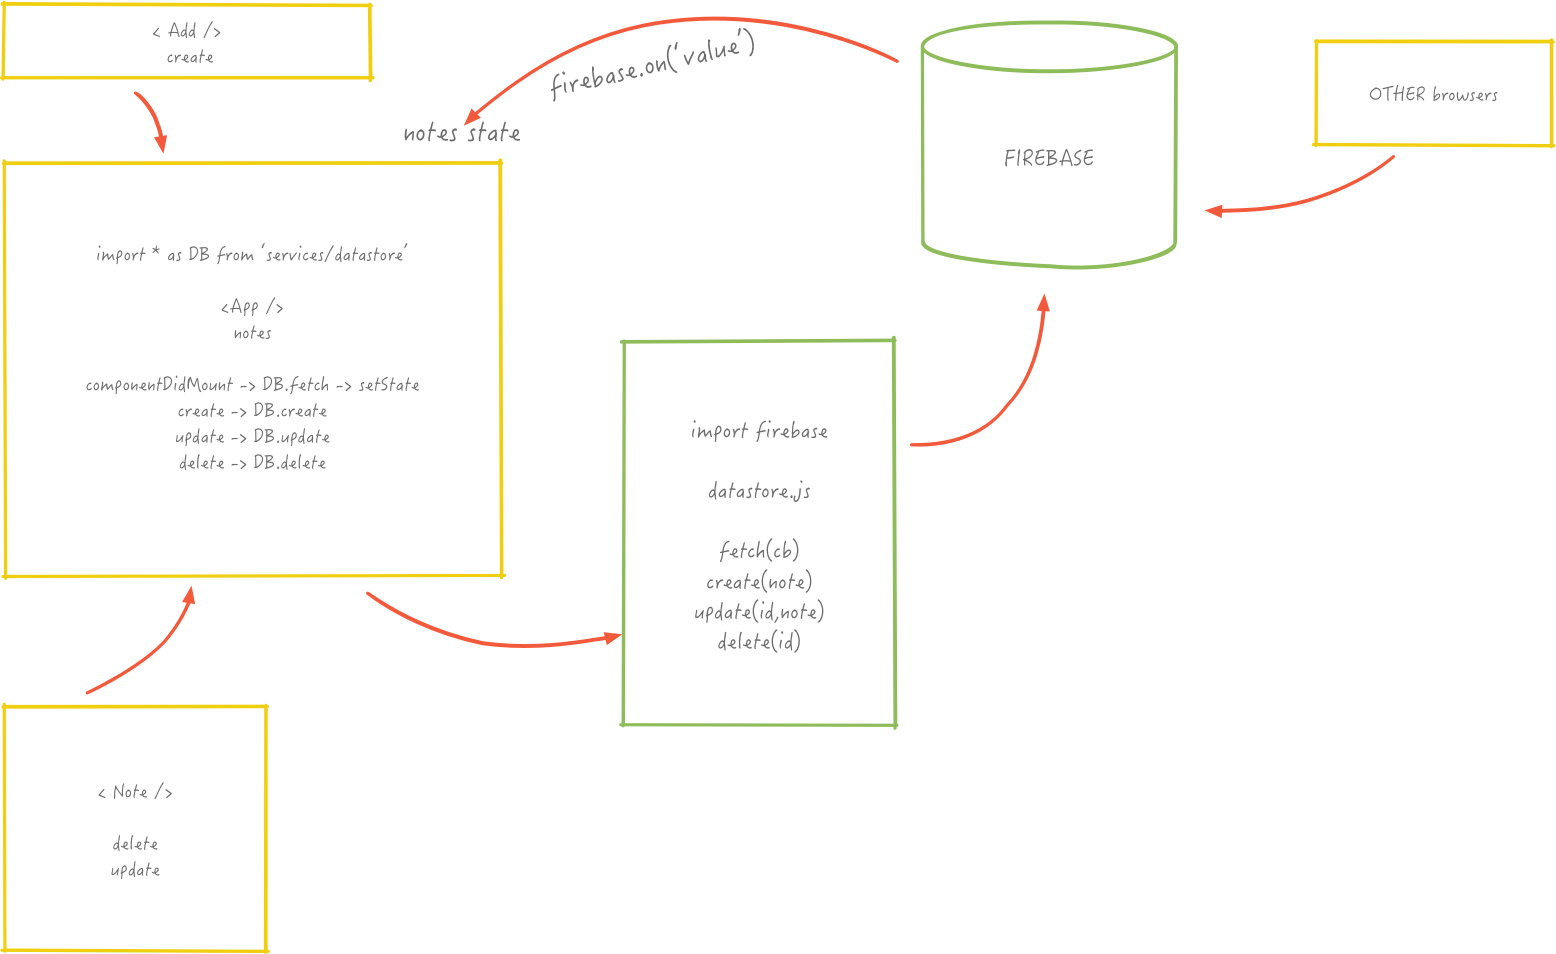 < Add />
create
firebase.on('value')
notes state
FIREBASE
OTHER browsers
import * as DB from 'services/datastore'
<App />
notes
componentDidMount -> DB.fetch -> setState
create -> DB.create
update -> DB.update
delete -> DB.delete
import firebase
datastore.js
fetch(cb)
create(note)
update(id,note)
delete(id)
< Note />
delete
update